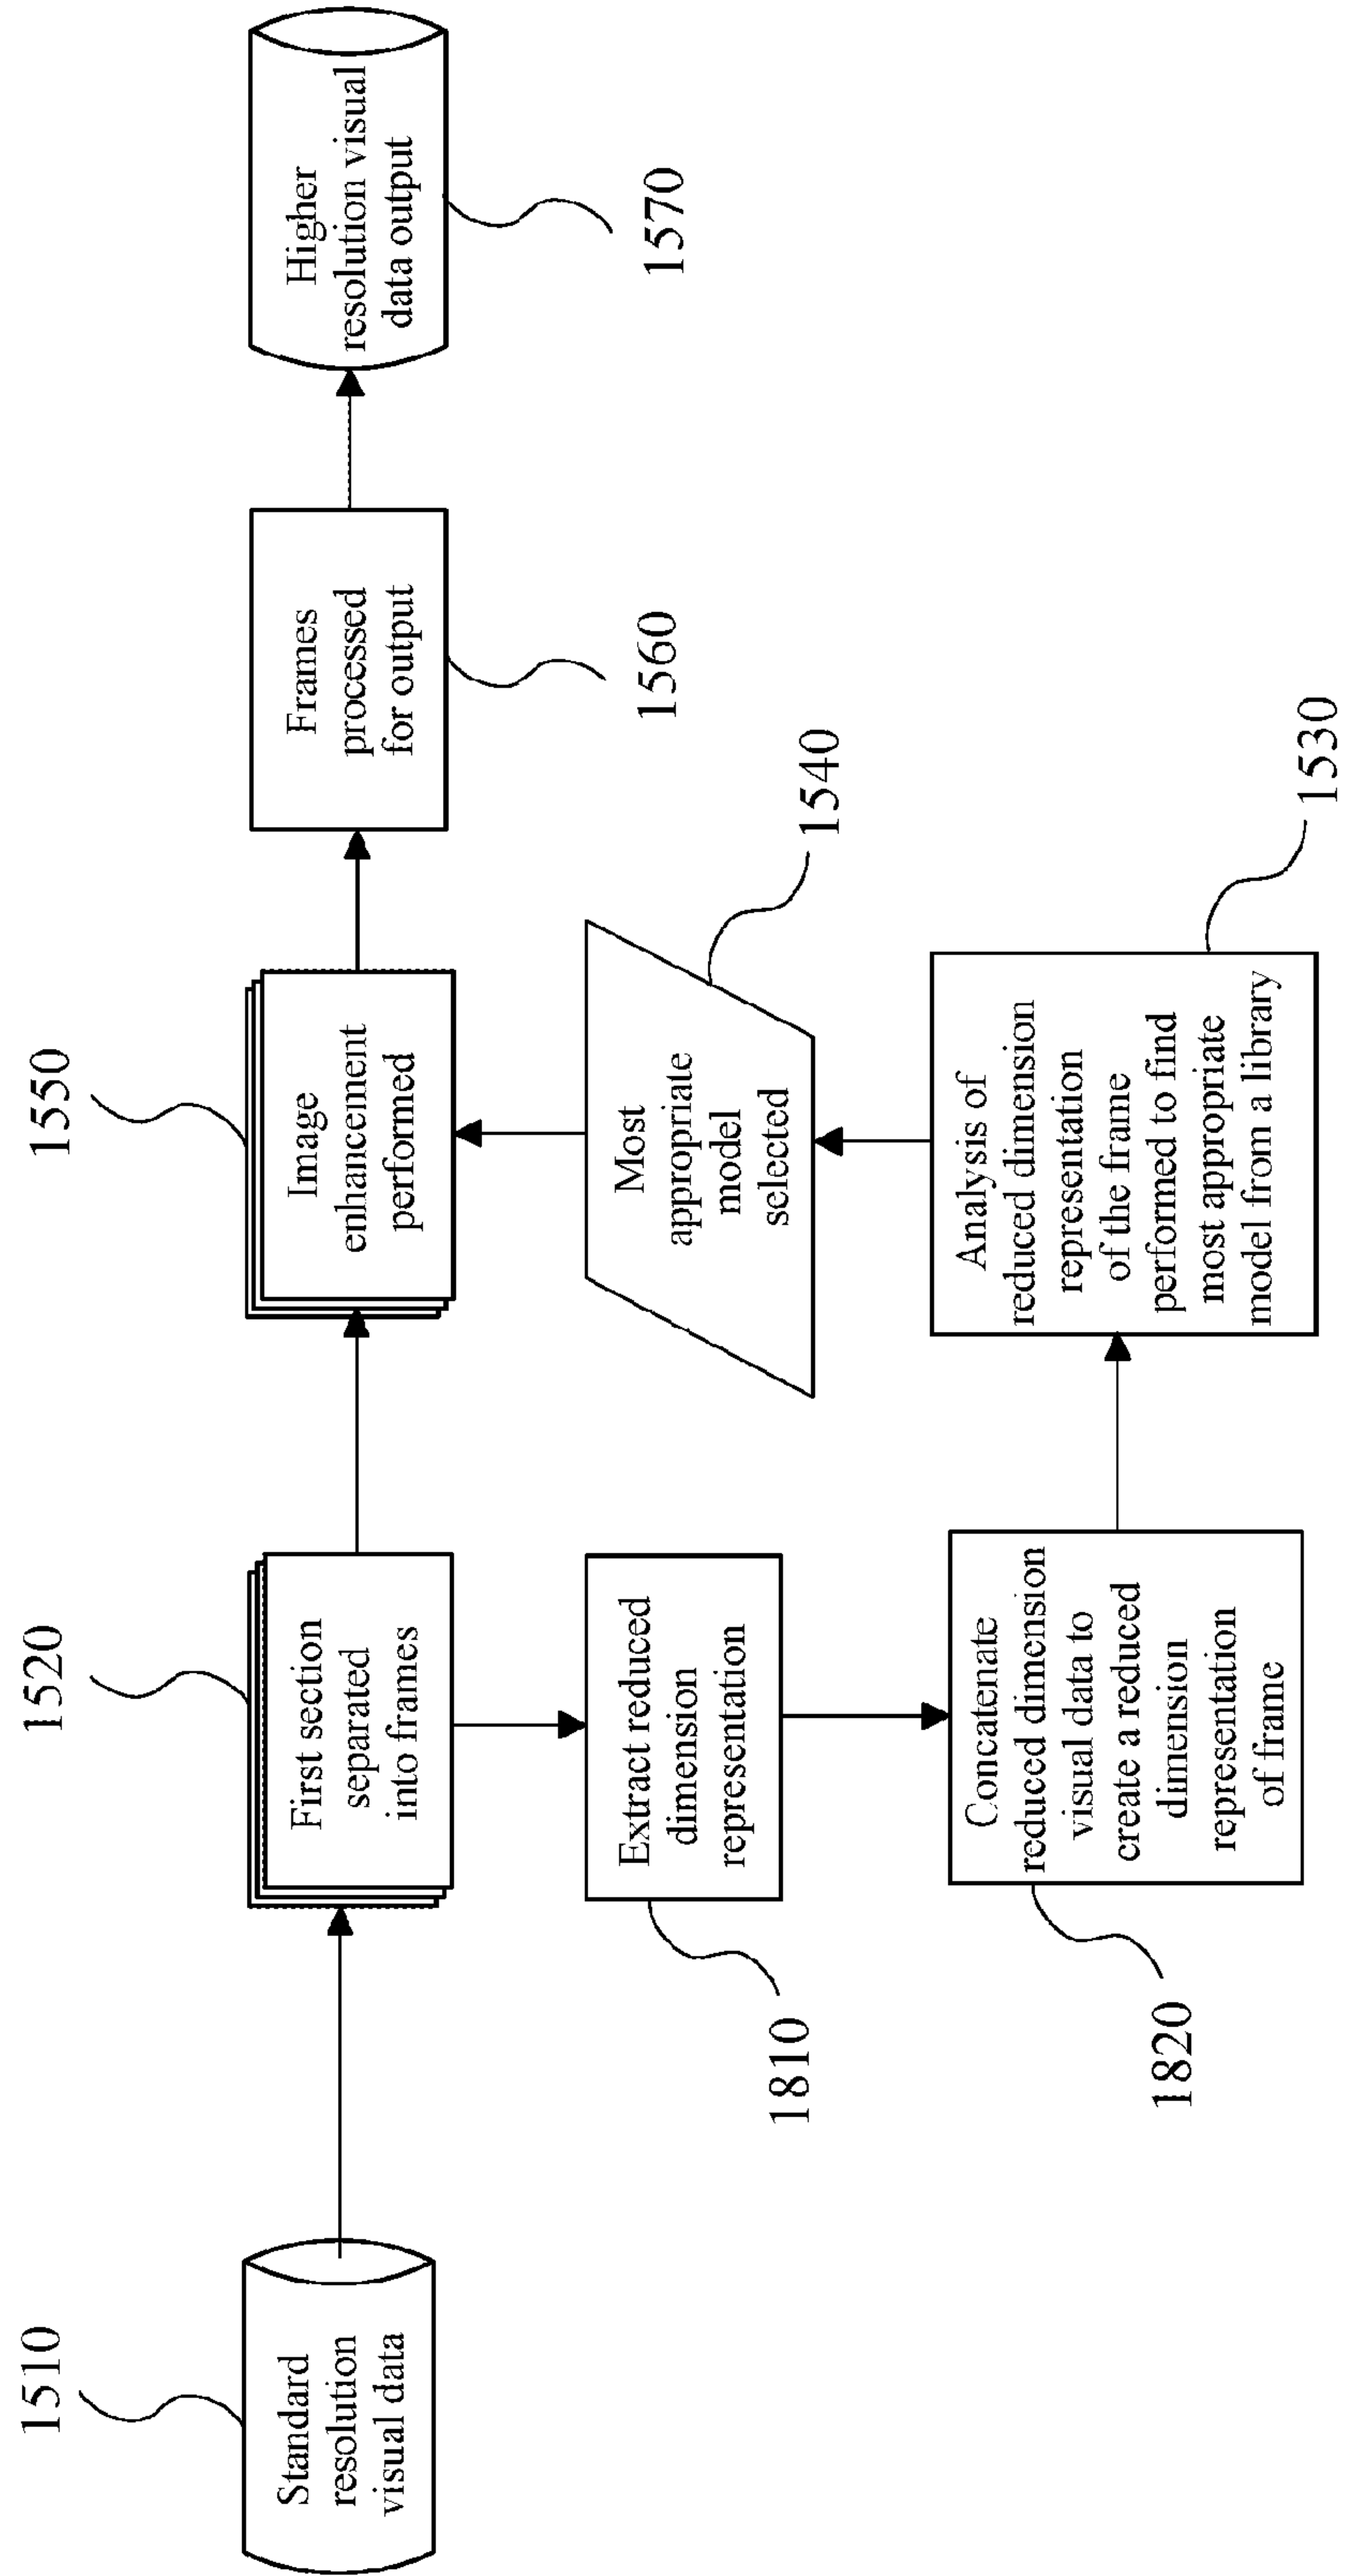 1510
Standard
resolution
visual data
1520
First section
separated
into frames
1550
Image
enhancement
performed
Frames
processed
for output
1560
Higher
resolution visual
data output
1570
1810
Extract reduced
dimension
representation
Most
appropriate
model
selected
1540
1820
Concatenate
reduced dimension
visual data to
create a reduced
dimension
representation
of frame
Analysis of
reduced dimension
representation
of the frame
performed to find
most appropriate
model from a library
1530